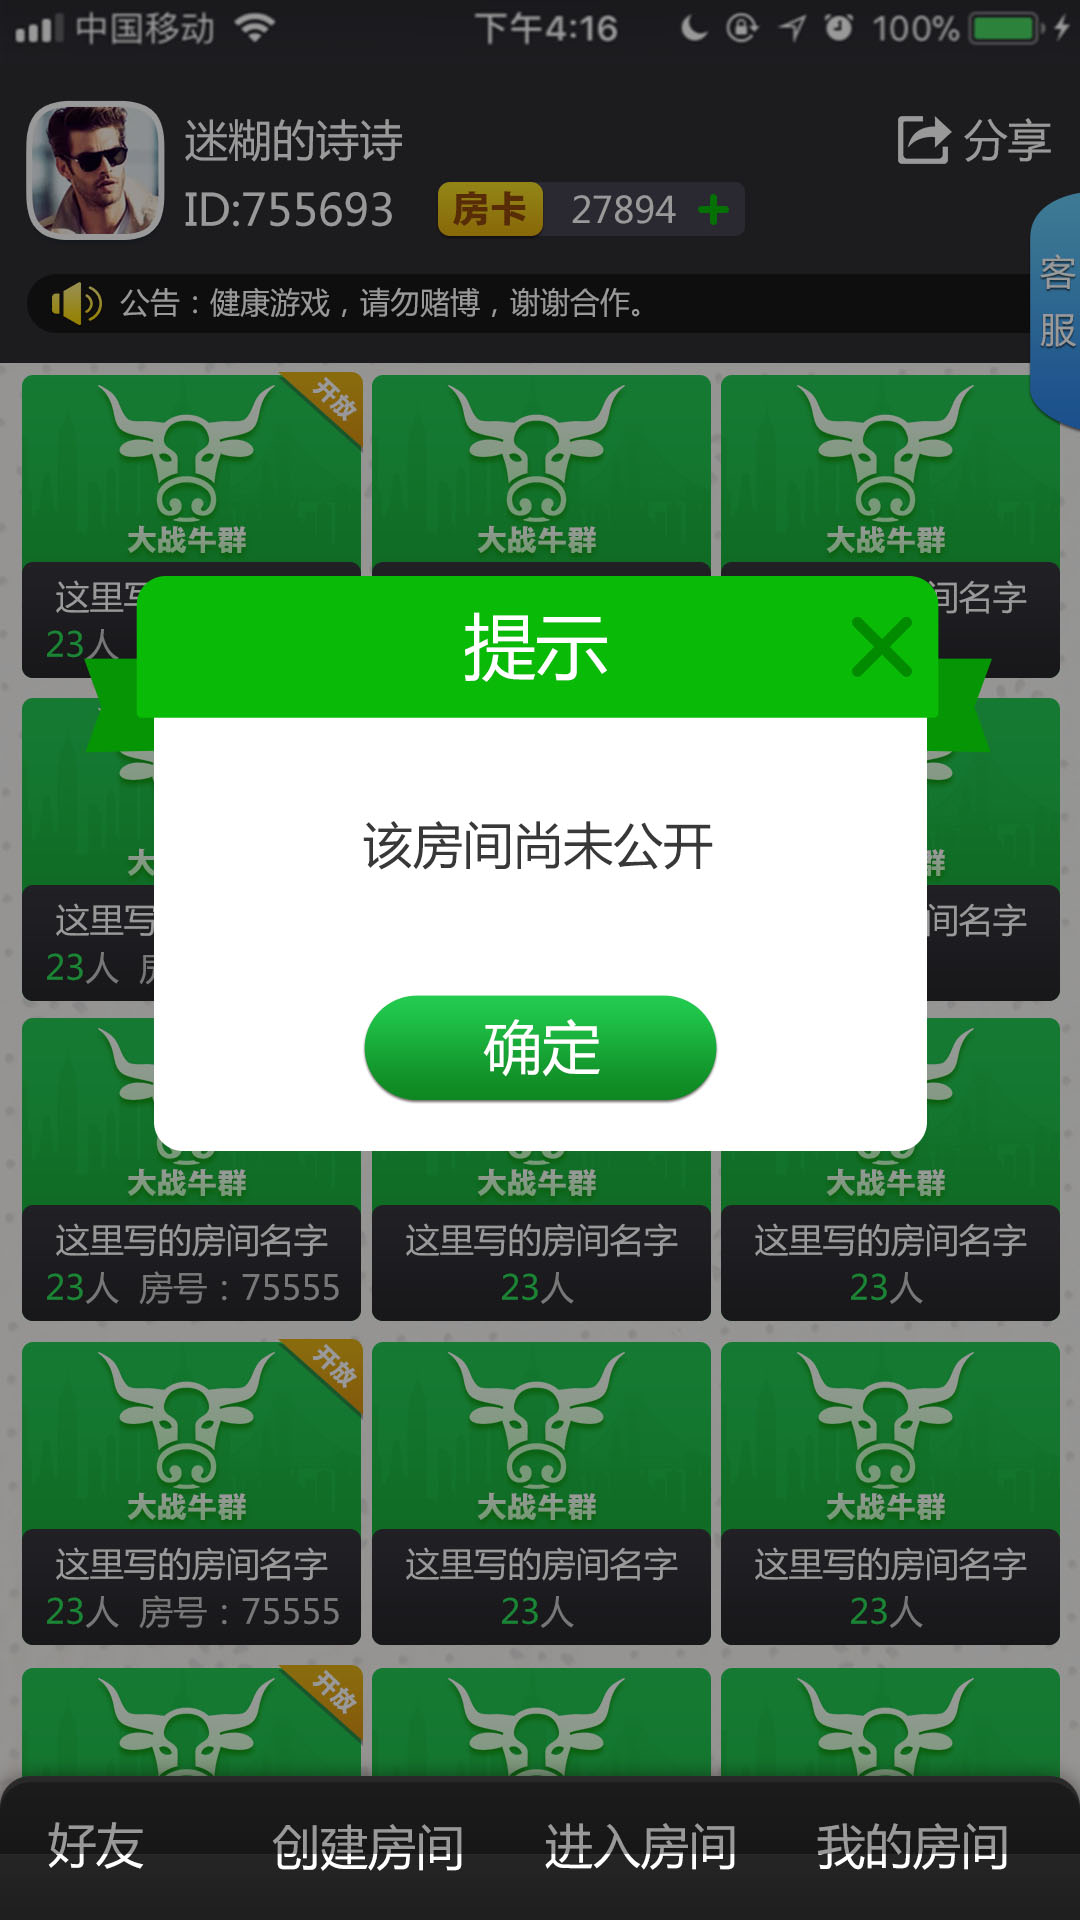 中国移动
下午4:16
100%
迷糊的诗诗
分享
ID:755693
房卡
27894
客服
公告：健康游戏，请勿赌博，谢谢合作。
开放
大战牛群
大战牛群
大战牛群
这里写
间名字
23人
提示
该房间尚未公开
确定
大
群
这里写
间名字
23人 房
大战牛群
大战牛群
大战牛群
这里写的房间名字
这里写的房间名字
这里写的房间名字
23人 房号：75555
23人
23人
开放
大战牛群
大战牛群
大战牛群
这里写的房间名字
这里写的房间名字
这里写的房间名字
23人 房号：75555
23人
23人
开放
好友
创建房间
进入房间
我的房间